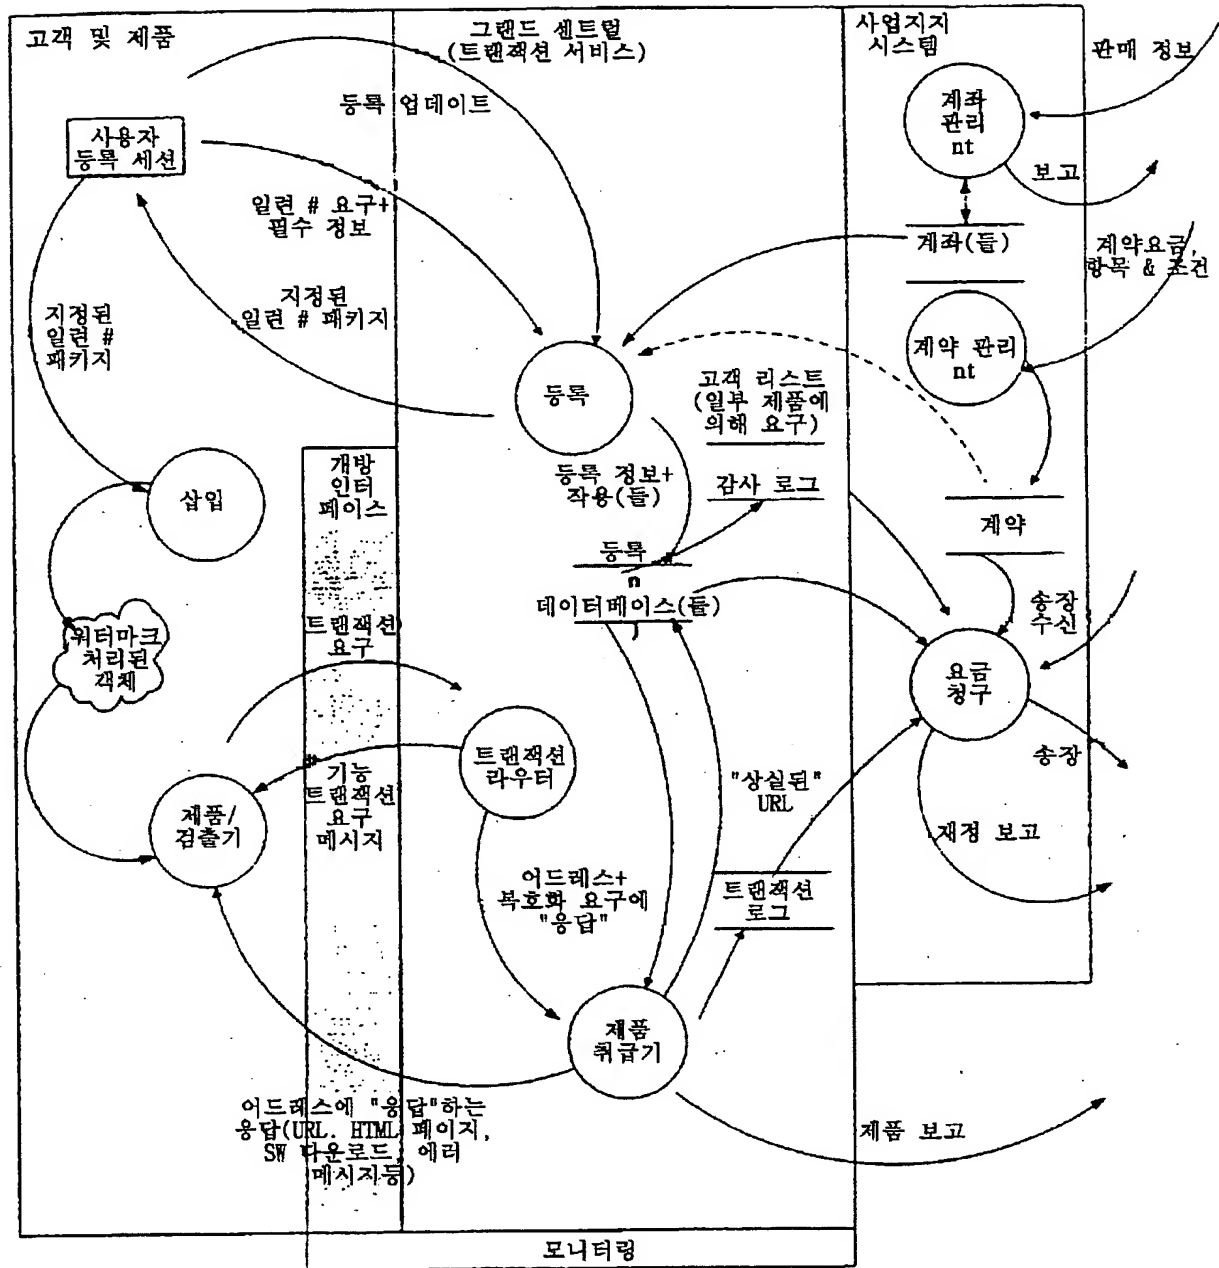 고객 및 제품
그랜드 센트럴
(트랜잭션 서비스)
사업지지
시스템
판매 정보
등록 업데이트
계좌
관리
nt
사용자
등록 세션
보고
일련 # 요구+
필수 정보
계좌(들)
계약요금,
항목 & 조건
지정된
일련 # 패키지
지정된
일련 #
패키지
계약 관리
nt
등록
고객 리스트
(일부 제품에
의해 요구)
개방
인터
페이스
등록 정보+
작용(들)
감사 로그
삽입
계약
등록
n
데이터베이스(들)
송장
수신
트랜잭션
요구
워터마크
처리된
객체
요금
청구
트랜잭션
라우터
기능
트랜잭션
요구
메시지
"상실된"
URL
송장
제품/
검출기
재정 보고
어드레스+
복호화 요구에
"응답"
트랜잭션
로그
제품
취급기
어드레스에 "응답"하는
응답(URL. HTML 페이지,
SW 다운로드, 에러
메시지등)
제품 보고
모니터링